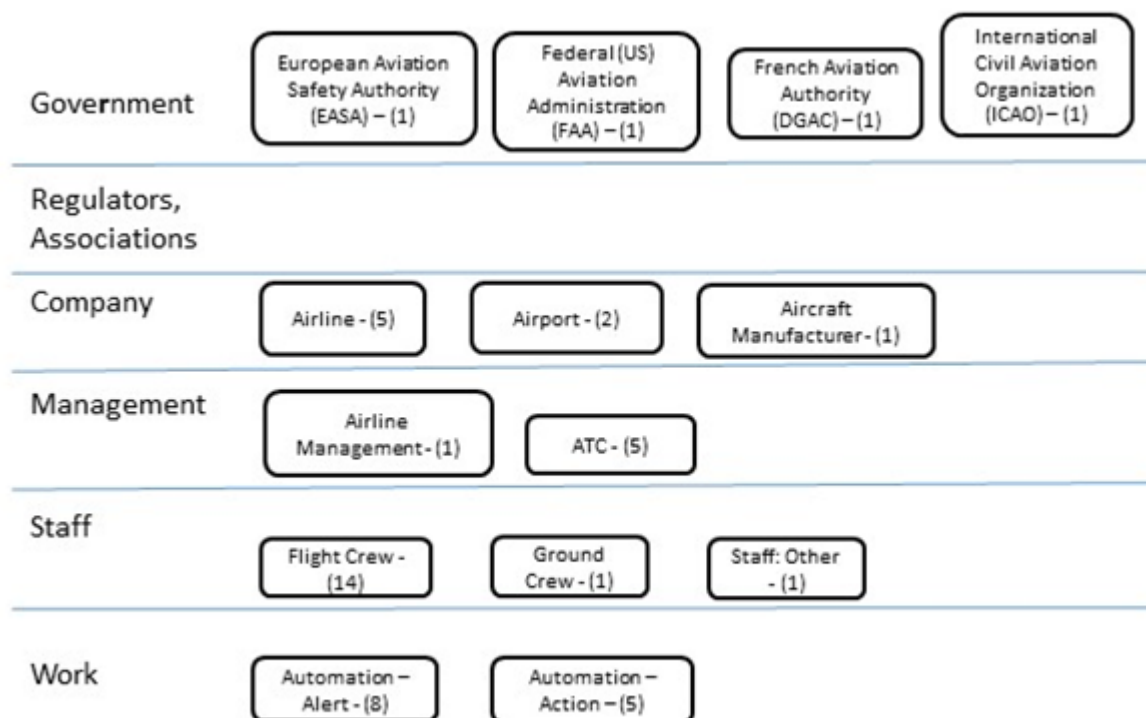 Government
European Aviation
Safety Authority
(EASA) – (1)
Federal (US)
Aviation
Administration
(FAA) – (1)
French Aviation
Authority
(DGAC) – (1)
International
Civil Aviation
Organization
(ICAO) – (1)
Regulators,
Associations
Company
Airline - (5)
Airport - (2)
Aircraft
Manufacturer - (1)
Management
Airline
Management - (1)
ATC - (5)
Staff
Flight Crew -
(14)
Ground
Crew - (1)
Staff: Other
- (1)
Work
Automation –
Alert - (8)
Automation –
Action – (5)